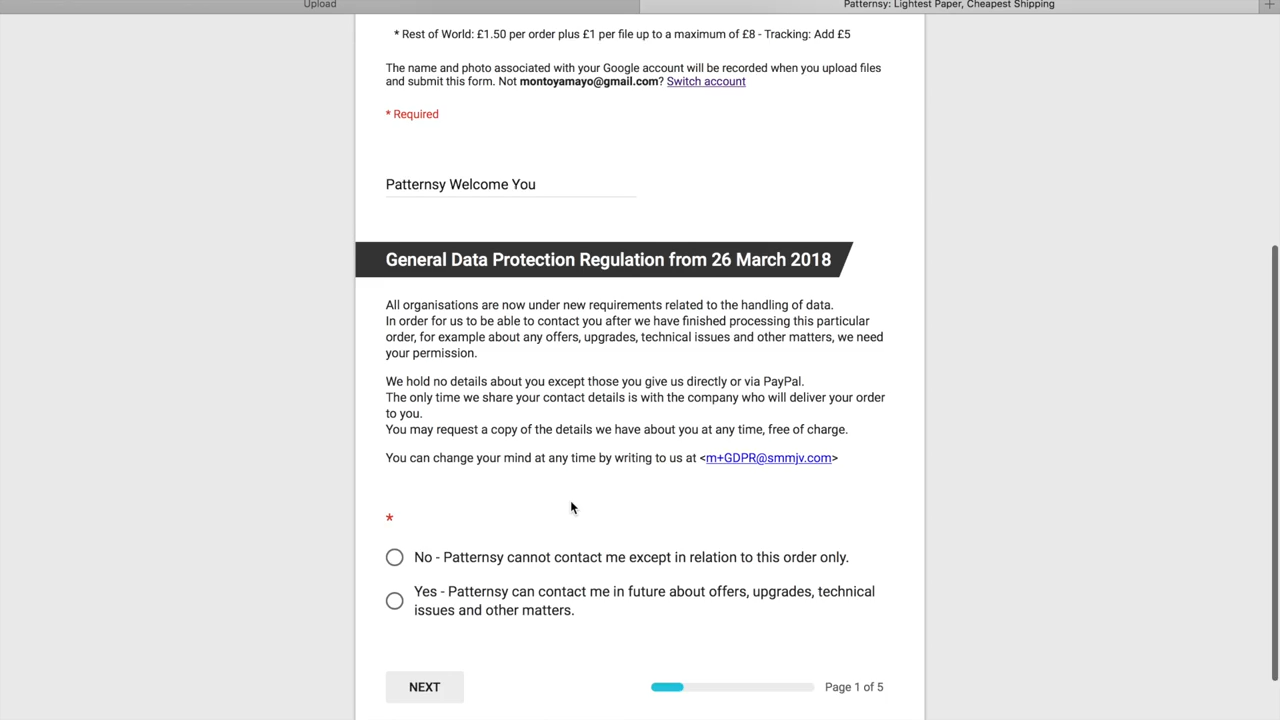 Upload
Patternsy: Lightest Paper, Cheapest Shipping
* Rest of World: £1.50 per order plus £1 per file up to a maximum of £8 - Tracking: Add £5
The name and photo associated with your Google account will be recorded when you upload files
and submit this form. Not montoyamayo@gmail.com? Switch account
* Required
Patternsy Welcome You
General Data Protection Regulation from 26 March 2018
All organisations are now under new requirements related to the handling of data.
In order for us to be able to contact you after we have finished processing this particular
order, for example about any offers, upgrades, technical issues and other matters, we need
your permission.
We hold no details about you except those you give us directly or via PayPal.
The only time we share your contact details is with the company who will deliver your order
to you.
You may request a copy of the details we have about you at any time, free of charge.
You can change your mind at any time by writing to us at <m+GDPR@smmjv.com>
*
No - Patternsy cannot contact me except in relation to this order only.
Yes - Patternsy can contact me in future about offers, upgrades, technical
issues and other matters.
NEXT
Page 1 of 5